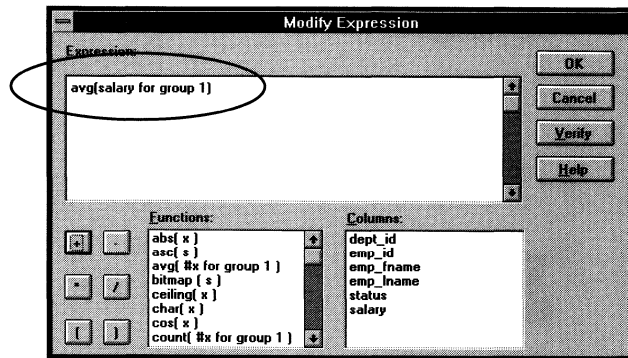 Modify Expression
Expression:
avg(salary for group 1)
OK
Cancel
Verify
Help
+ -
* /
( )
Functions:
abs( x )
asc( s )
avg( #x for group 1 )
bitmap ( s )
ceiling( x )
char( x )
cos( x )
count( #x for group 1 )
Columns:
dept_id
emp_id
emp_fname
emp_lname
status
salary